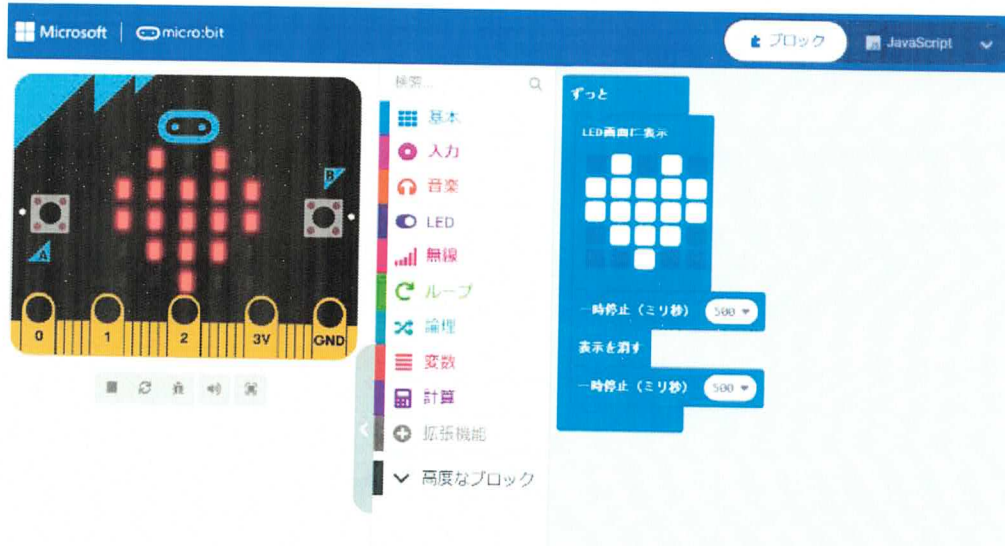 Microsoft micro:bit
ブロック
JavaScript
B
A
0 1 2 3V GND
検索...
基本
入力
音楽
LED
無線
ループ
論理
変数
計算
拡張機能
高度なブロック
ずっと
LED画面に表示
一時停止（ミリ秒） 500
表示を消す
一時停止（ミリ秒） 500